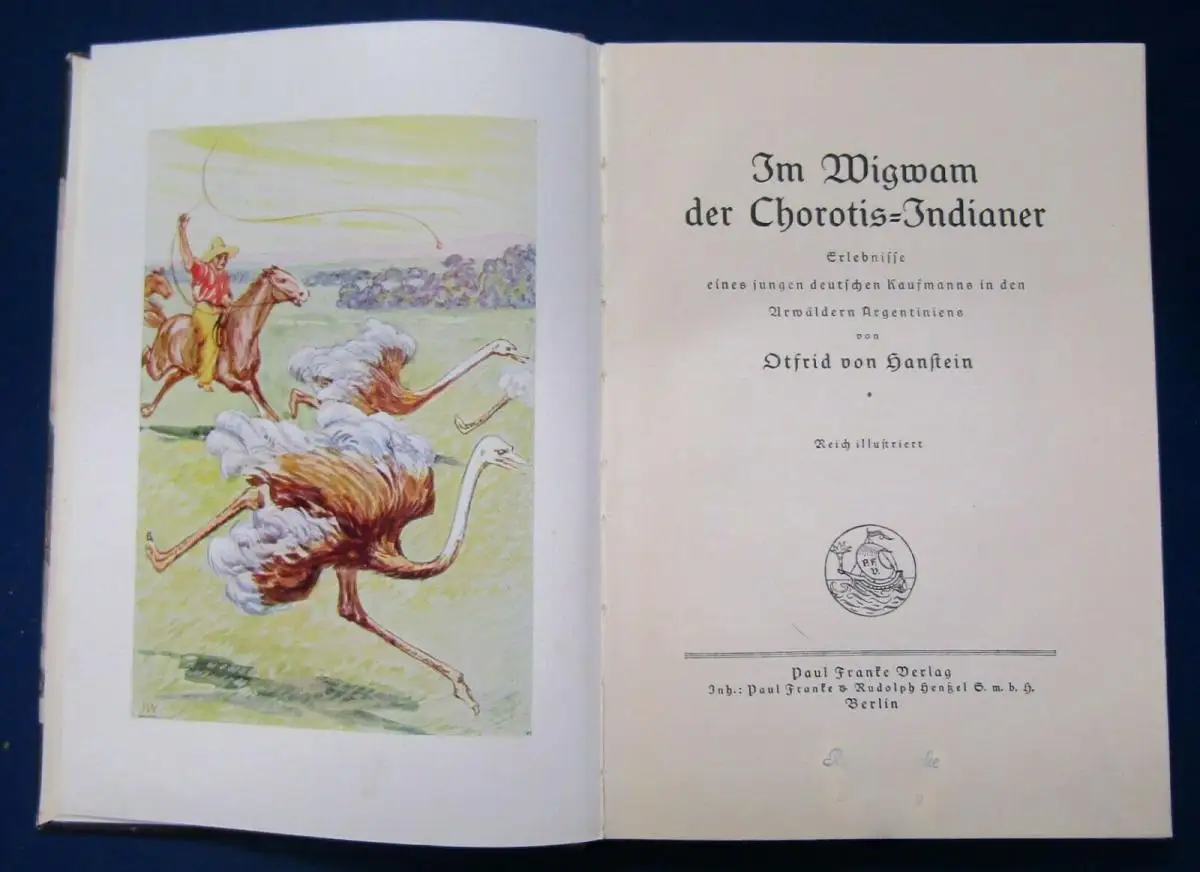 Im Wigwam
der Chorotis=Indianer
Erlebnisse
eines jungen deutschen Kaufmanns in den
Urwäldern Argentiniens
von
Otfrid von Hanstein
Reich illustriert
P. F.
V.
Paul Franke Verlag
Inh.: Paul Franke & Rudolph Henßel G. m. b. H.
Berlin